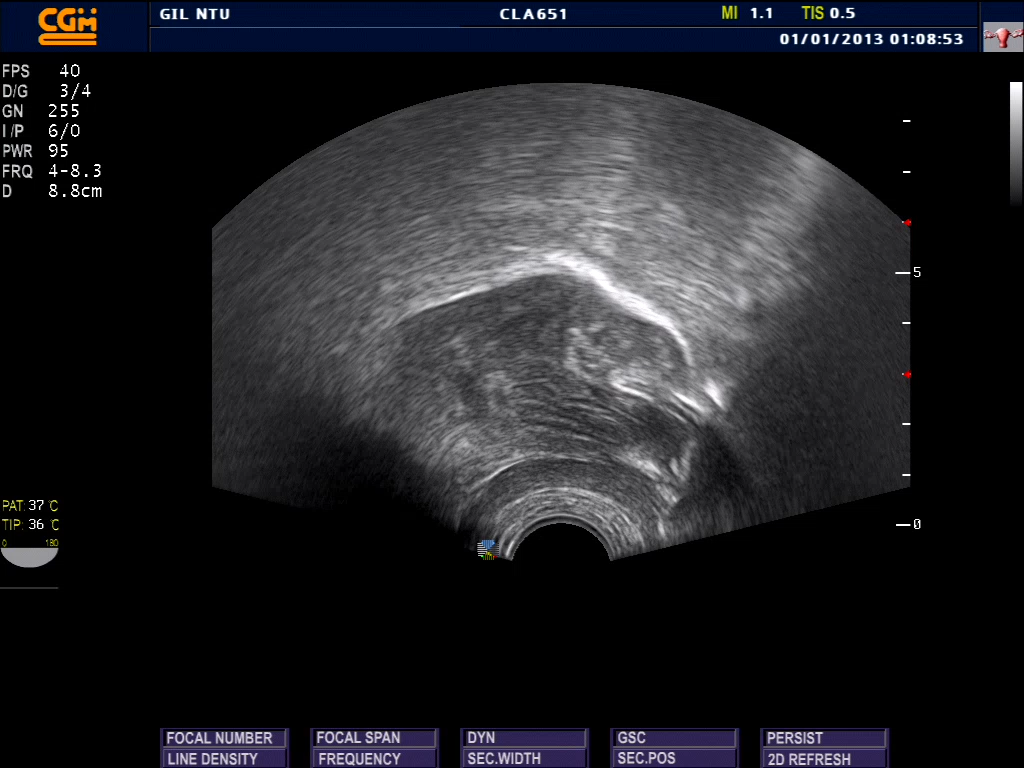 CGM
GIL NTU CLA651 MI 1.1 TIS 0.5
01/01/2013 01:08:53
FPS 40
D/G 3/4
GN 255
I/P 6/0
PWR 95
FRQ 4-8.3
D 8.8cm
5
PAT: 37 °C
TIP: 36 °C
0 180
0
FOCAL NUMBER FOCAL SPAN DYN GSC PERSIST
LINE DENSITY FREQUENCY SEC.WIDTH SEC.POS 2D REFRESH